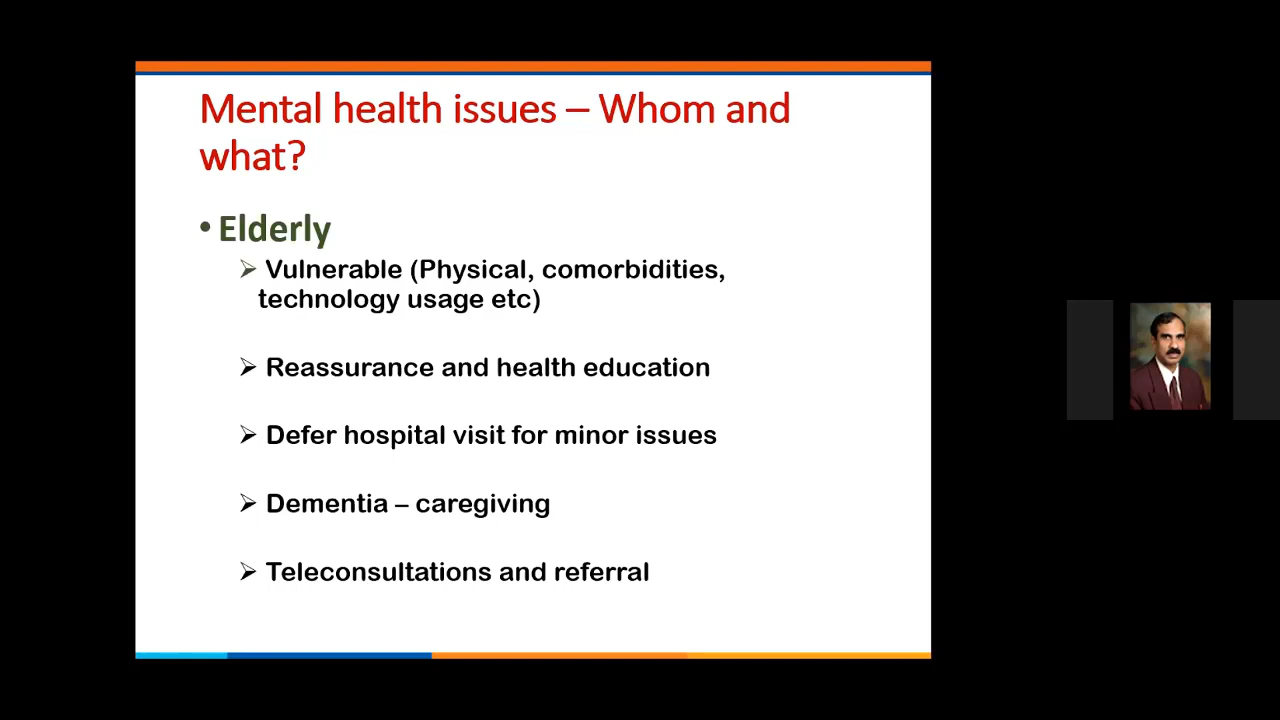 Mental health issues – Whom and
what?
• Elderly
➢ Vulnerable (Physical, comorbidities,
technology usage etc)
➢ Reassurance and health education
➢ Defer hospital visit for minor issues
➢ Dementia – caregiving
➢ Teleconsultations and referral